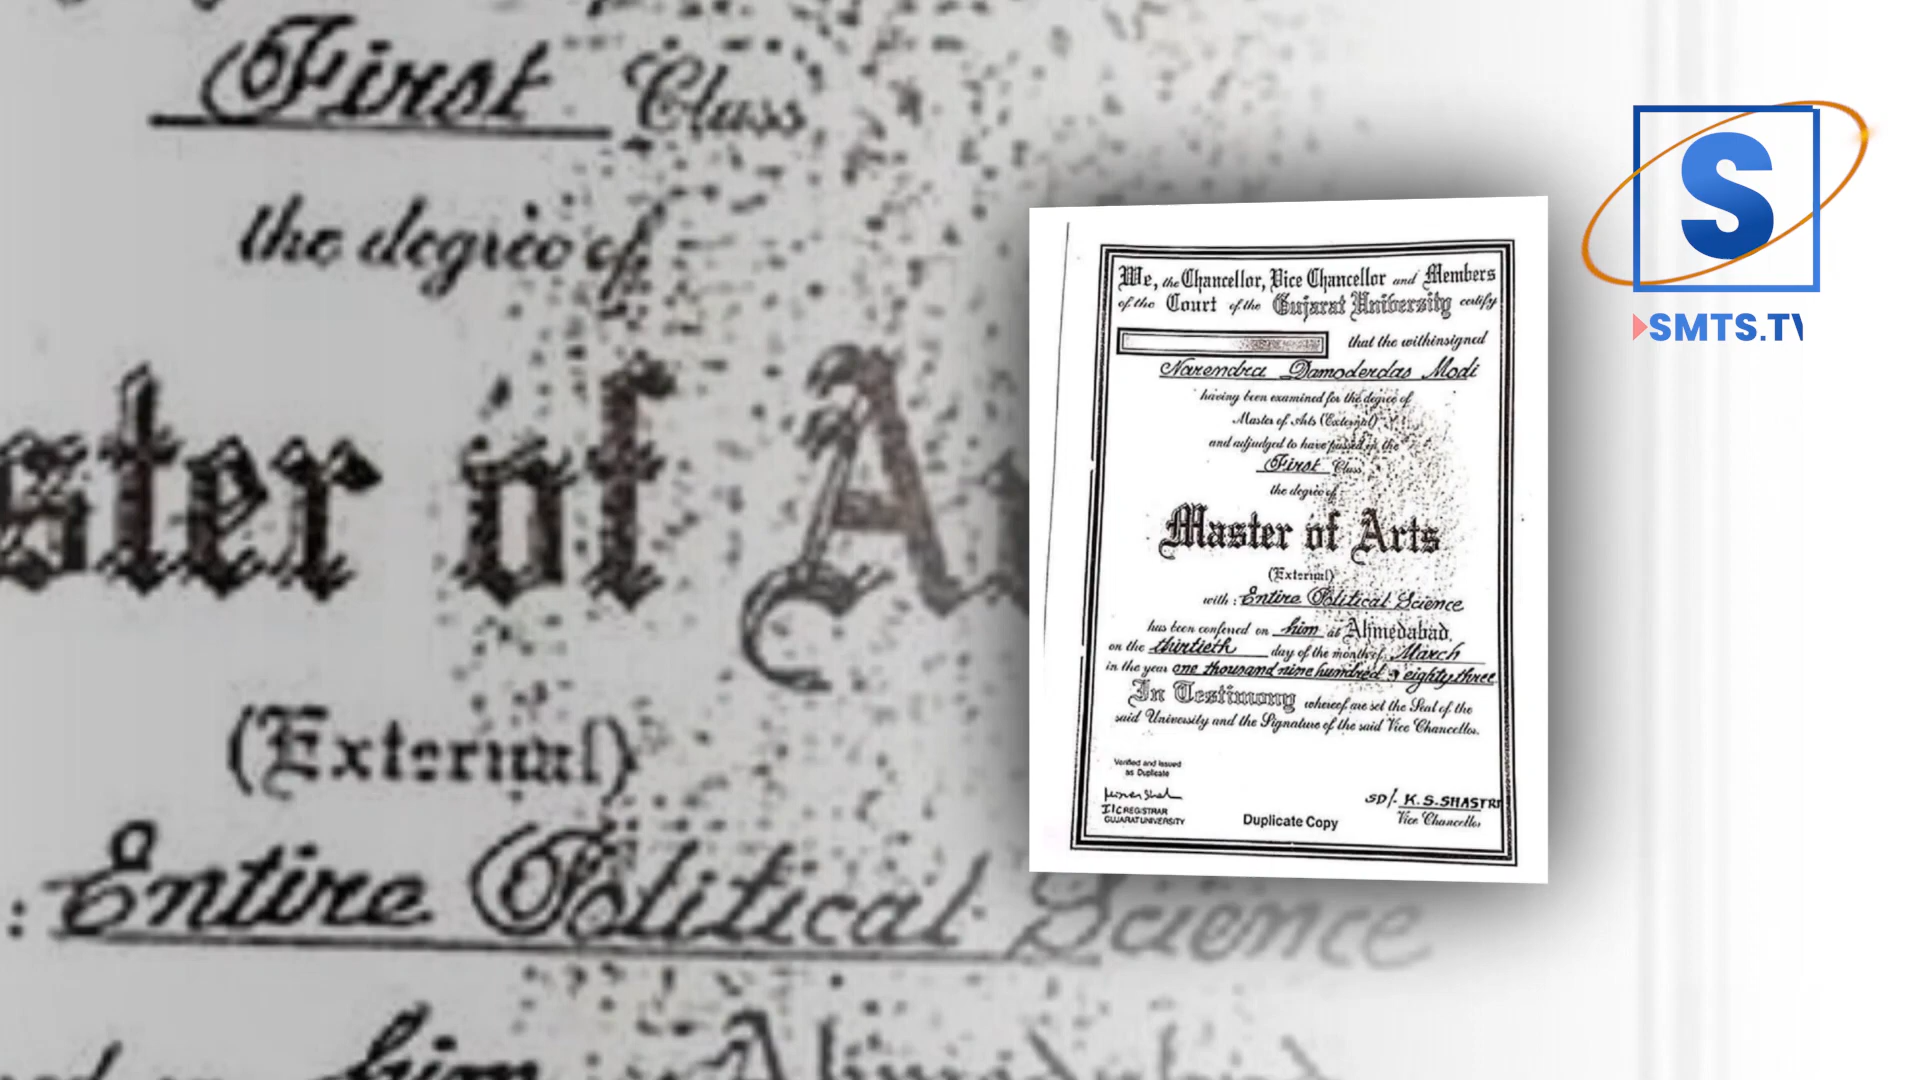 First Class
the degree of
ster of A
(External)
: Entire Political Science
him Ahmedabad
We, the Chancellor, Vice Chancellor and Members
of the Court of the Gujarat University certify
that the withinsigned
Narendra Damoderdas Modi
having been examined for the degree of
Master of Arts (External)
and adjudged to have passed in the
First Class
the degree of
Master of Arts
(External)
with : Entire Political Science
has been conferred on him at Ahmedabad
on the thirtieth day of the month of March
in the year one thousand nine hundred & eighty three
In Testimony whereof are set the Seal of the
said University and the Signature of the said Vice Chancellor.
Verified and Issued
as Duplicate
I/C REGISTRAR
GUJARAT UNIVERSITY
Duplicate Copy
SD/- K.S.SHASTRI
Vice Chancellor
S
SMTS.TV